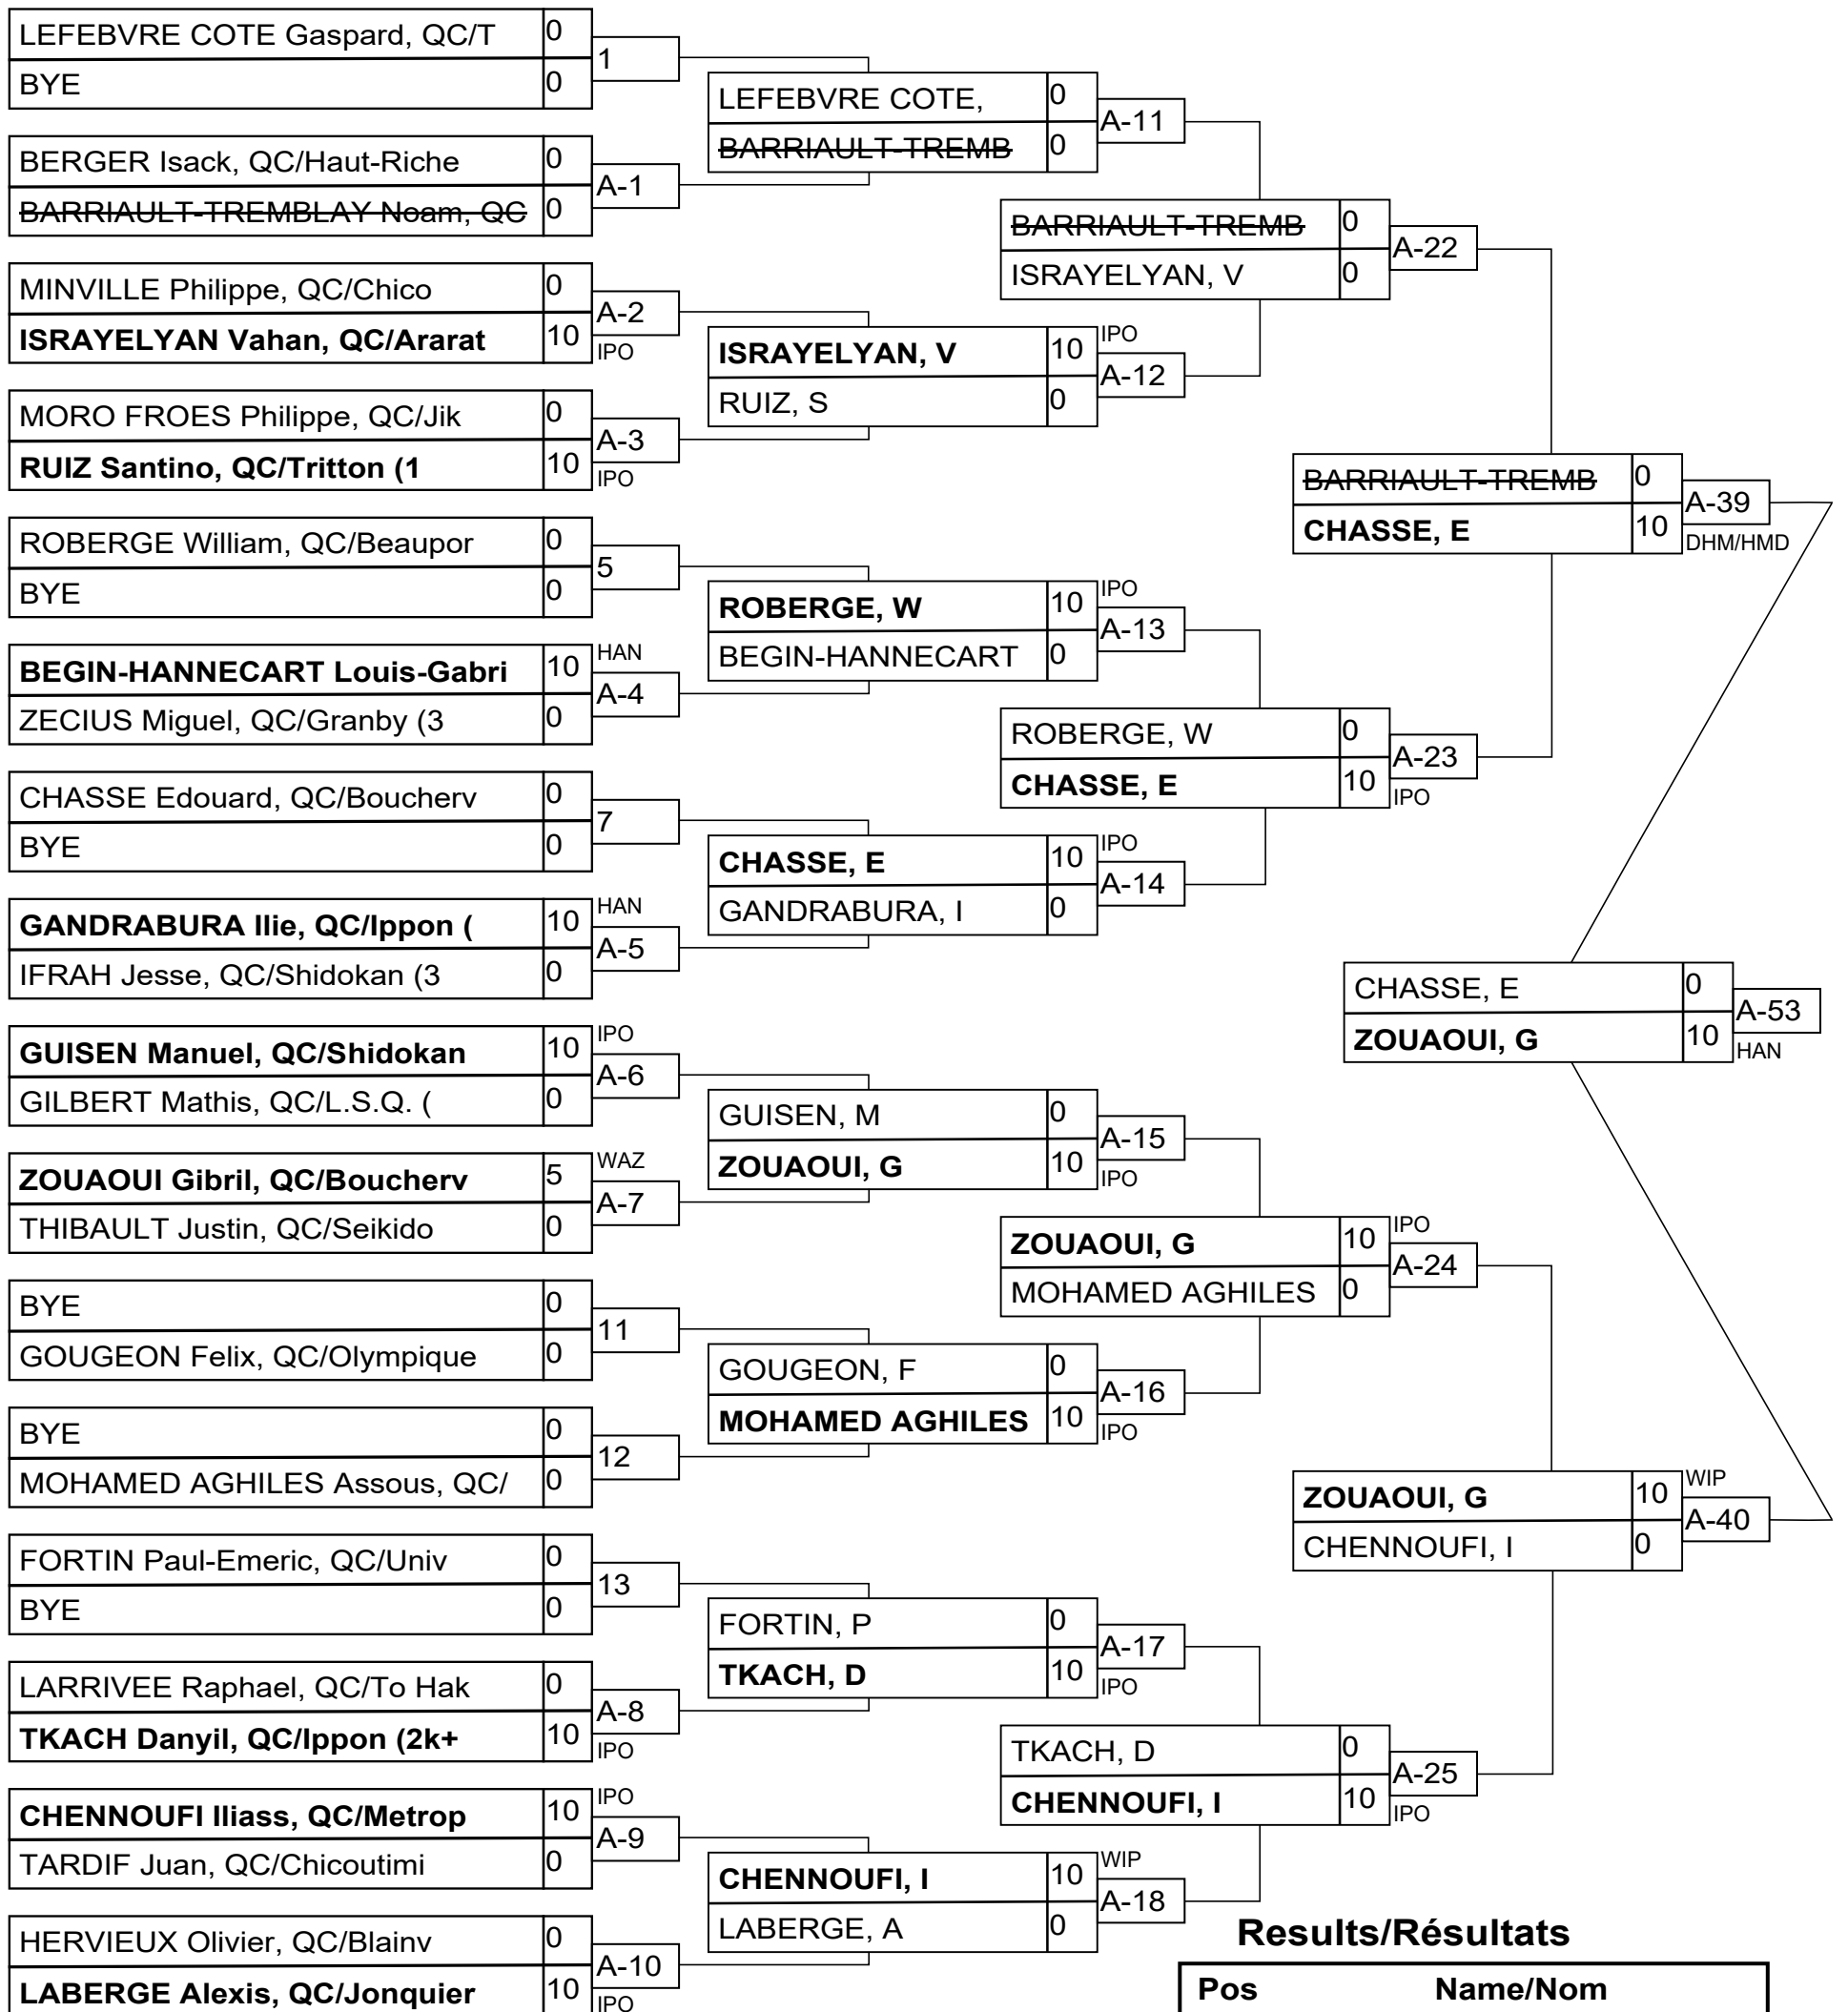 LEFEBVRE COTE Gaspard, QC/T 0
1
BYE 0
BERGER Isack, QC/Haut-Riche 0
A-1
BARRIAULT-TREMBLAY Noam, QC 0
MINVILLE Philippe, QC/Chico 0
A-2
ISRAYELYAN Vahan, QC/Ararat 10
IPO
MORO FROES Philippe, QC/Jik 0
A-3
RUIZ Santino, QC/Tritton (1 10
IPO
ROBERGE William, QC/Beaupor 0
5
BYE 0
BEGIN-HANNECART Louis-Gabri 10
HAN
A-4
ZECIUS Miguel, QC/Granby (3 0
CHASSE Edouard, QC/Boucherv 0
7
BYE 0
GANDRABURA Ilie, QC/Ippon ( 10
HAN
A-5
IFRAH Jesse, QC/Shidokan (3 0
GUISEN Manuel, QC/Shidokan 10
IPO
A-6
GILBERT Mathis, QC/L.S.Q. ( 0
ZOUAOUI Gibril, QC/Boucherv 5
WAZ
A-7
THIBAULT Justin, QC/Seikido 0
BYE 0
11
GOUGEON Felix, QC/Olympique 0
BYE 0
12
MOHAMED AGHILES Assous, QC/ 0
FORTIN Paul-Emeric, QC/Univ 0
13
BYE 0
LARRIVEE Raphael, QC/To Hak 0
A-8
TKACH Danyil, QC/Ippon (2k+ 10
IPO
CHENNOUFI Iliass, QC/Metrop 10
IPO
A-9
TARDIF Juan, QC/Chicoutimi 0
HERVIEUX Olivier, QC/Blainv 0
A-10
LABERGE Alexis, QC/Jonquier 10
IPO
LEFEBVRE COTE, 0
A-11
BARRIAULT-TREMB 0
ISRAYELYAN, V 10
IPO
A-12
RUIZ, S 0
ROBERGE, W 10
IPO
A-13
BEGIN-HANNECART 0
CHASSE, E 10
IPO
A-14
GANDRABURA, I 0
GUISEN, M 0
A-15
ZOUAOUI, G 10
IPO
GOUGEON, F 0
A-16
MOHAMED AGHILES 10
IPO
FORTIN, P 0
A-17
TKACH, D 10
IPO
CHENNOUFI, I 10
WIP
A-18
LABERGE, A 0
BARRIAULT-TREMB 0
A-22
ISRAYELYAN, V 0
ROBERGE, W 0
A-23
CHASSE, E 10
IPO
ZOUAOUI, G 10
IPO
A-24
MOHAMED AGHILES 0
TKACH, D 0
A-25
CHENNOUFI, I 10
IPO
BARRIAULT-TREMB 0
A-39
CHASSE, E 10
DHM/HMD
ZOUAOUI, G 10
WIP
A-40
CHENNOUFI, I 0
CHASSE, E 0
A-53
ZOUAOUI, G 10
HAN
Results/Résultats
Pos Name/Nom